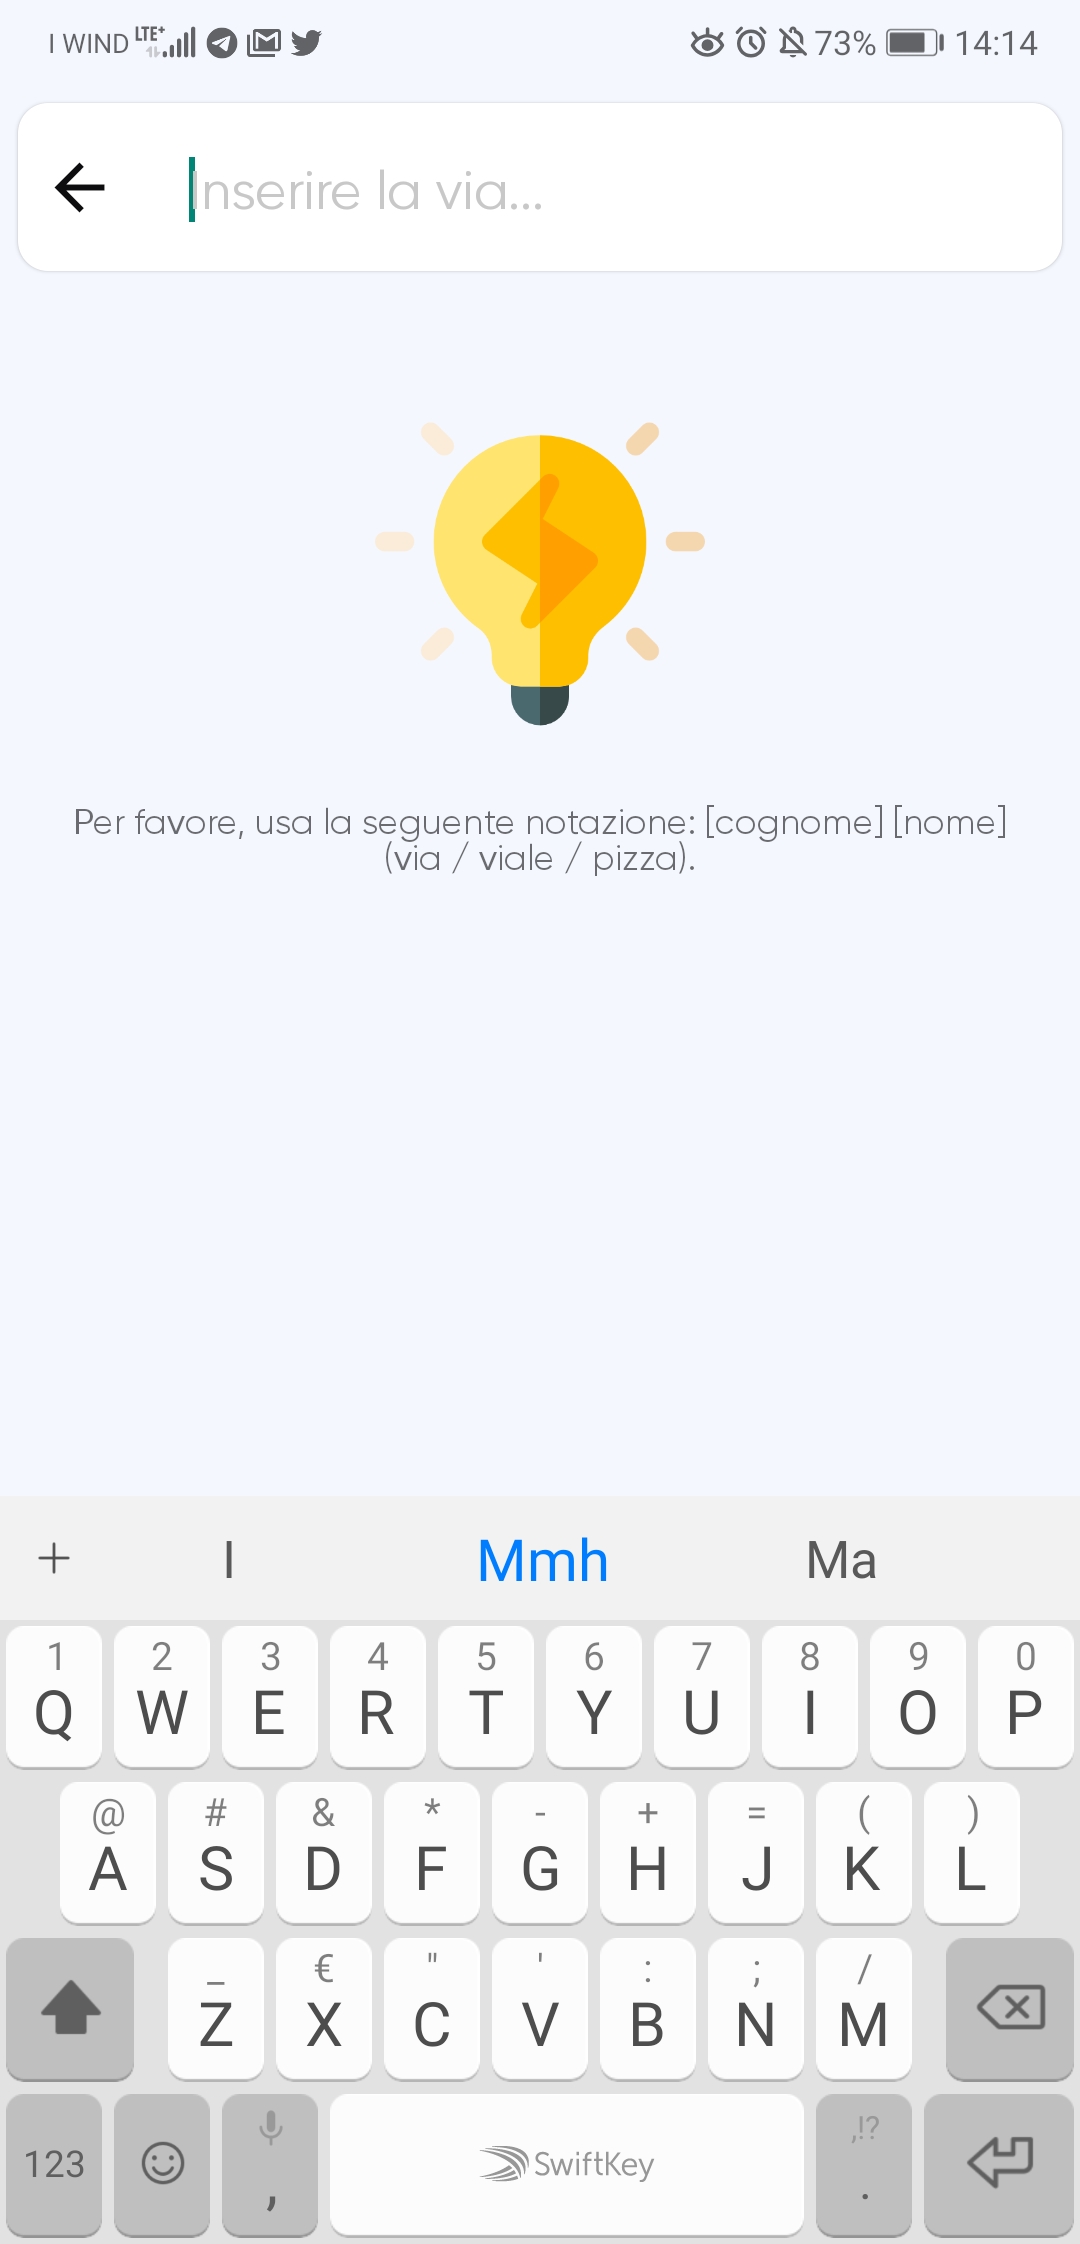 I WIND LTE+ 73% 14:14
Inserire la via...
Per favore, usa la seguente notazione: [cognome] [nome]
(via / viale / pizza).
I Mmh Ma
1 2 3 4 5 6 7 8 9 0
Q W E R T Y U I O P
@ # & * - + = ( )
A S D F G H J K L
_ € " ' : ; /
Z X C V B N M
,!?
123 , SwiftKey .